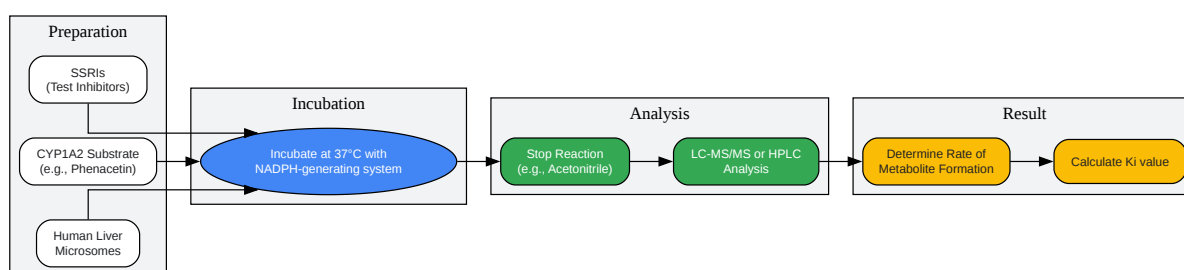 Preparation
SSRIs
(Test Inhibitors)
CYP1A2 Substrate
(e.g., Phenacetin)
Human Liver
Microsomes
Incubation
Incubate at 37°C with
NADPH-generating system
Analysis
Stop Reaction
(e.g., Acetonitrile)
LC-MS/MS or HPLC
Analysis
Result
Determine Rate of
Metabolite Formation
Calculate Ki value